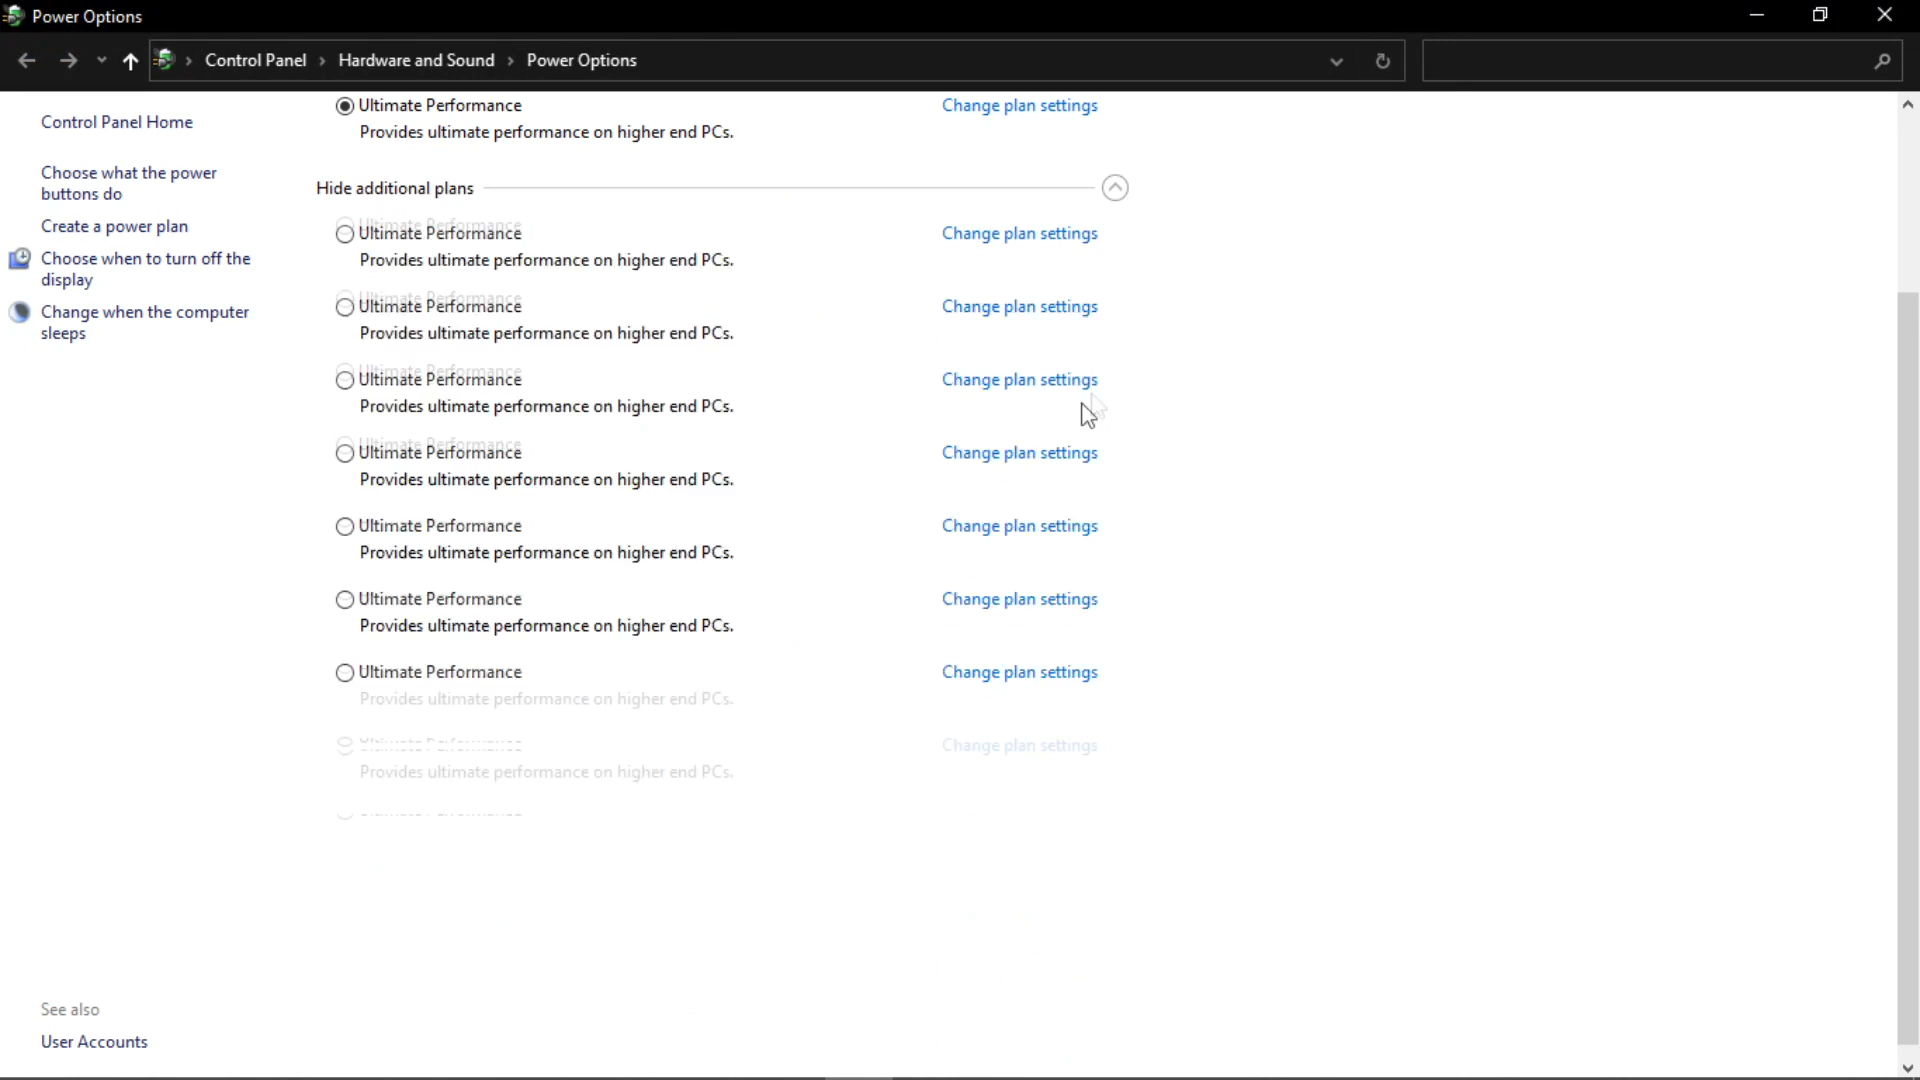 Power Options
Control Panel > Hardware and Sound > Power Options
Control Panel Home
Choose what the power
buttons do
Create a power plan
Choose when to turn off the
display
Change when the computer
sleeps
Ultimate Performance Change plan settings
Provides ultimate performance on higher end PCs.
Hide additional plans
Ultimate Performance Change plan settings
Provides ultimate performance on higher end PCs.
Ultimate Performance Change plan settings
Provides ultimate performance on higher end PCs.
Ultimate Performance Change plan settings
Provides ultimate performance on higher end PCs.
Ultimate Performance Change plan settings
Provides ultimate performance on higher end PCs.
Ultimate Performance Change plan settings
Provides ultimate performance on higher end PCs.
Ultimate Performance Change plan settings
Provides ultimate performance on higher end PCs.
Ultimate Performance Change plan settings
Provides ultimate performance on higher end PCs.
Change plan settings
Provides ultimate performance on higher end PCs.
See also
User Accounts